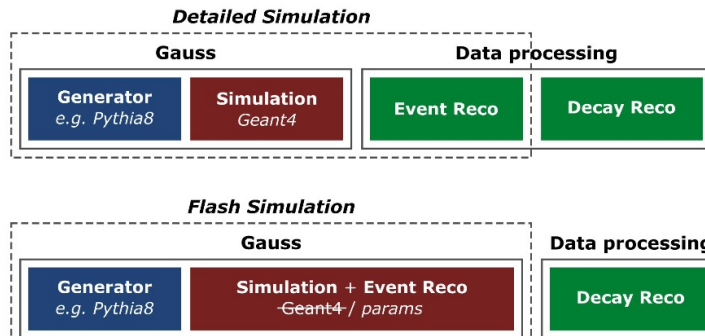 Detailed Simulation
Gauss
Data processing
Generator
e.g. Pythia8
Simulation
Geant4
Event Reco
Decay Reco
Flash Simulation
Gauss
Data processing
Generator
e.g. Pythia8
Simulation + Event Reco
Geant4 / params
Decay Reco